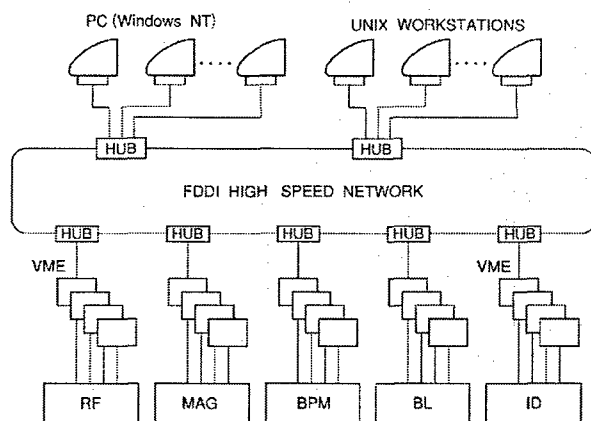 PC (Windows NT)
UNIX WORKSTATIONS
HUB
HUB
FDDI HIGH SPEED NETWORK
HUB
HUB
HUB
HUB
HUB
VME
VME
RF
MAG
BPM
BL
ID